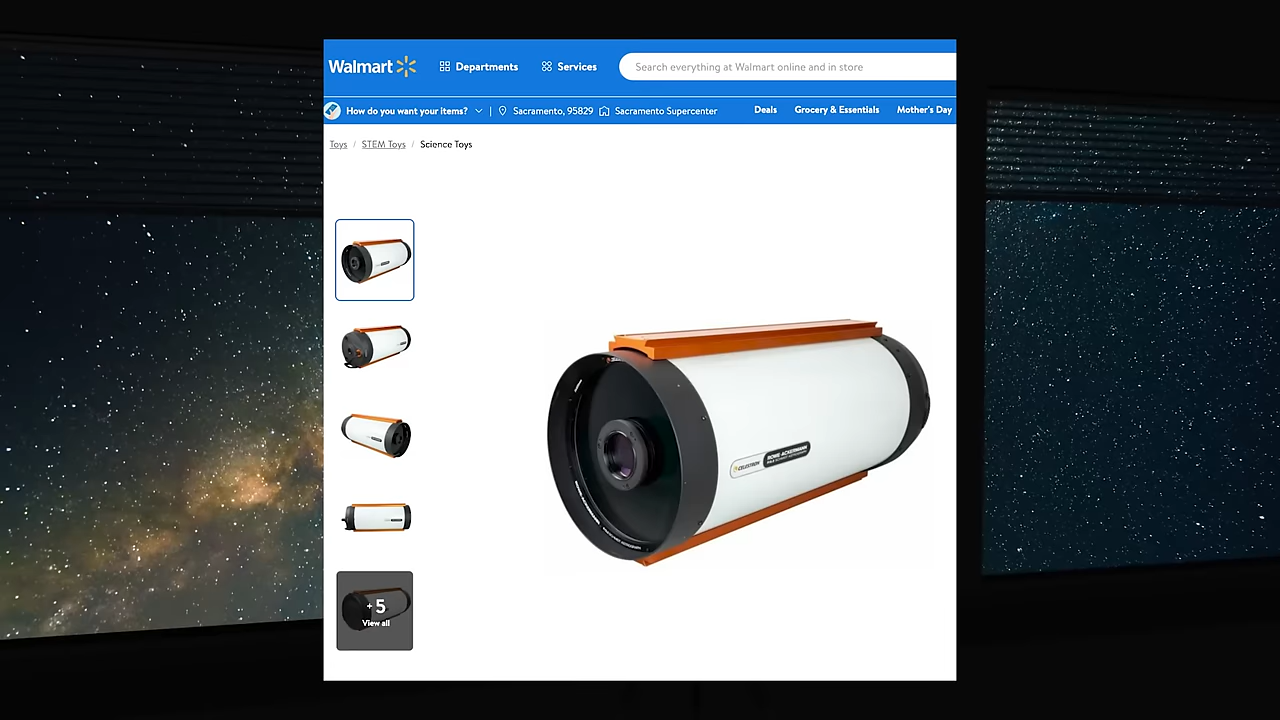 Walmart
Departments
Services
Search everything at Walmart online and in store
How do you want your items?
Sacramento, 95829
Sacramento Supercenter
Deals
Grocery & Essentials
Mother's Day
Toys / STEM Toys / Science Toys
CELESTRON
ROWE-ACKERMANN
+ 5
View all